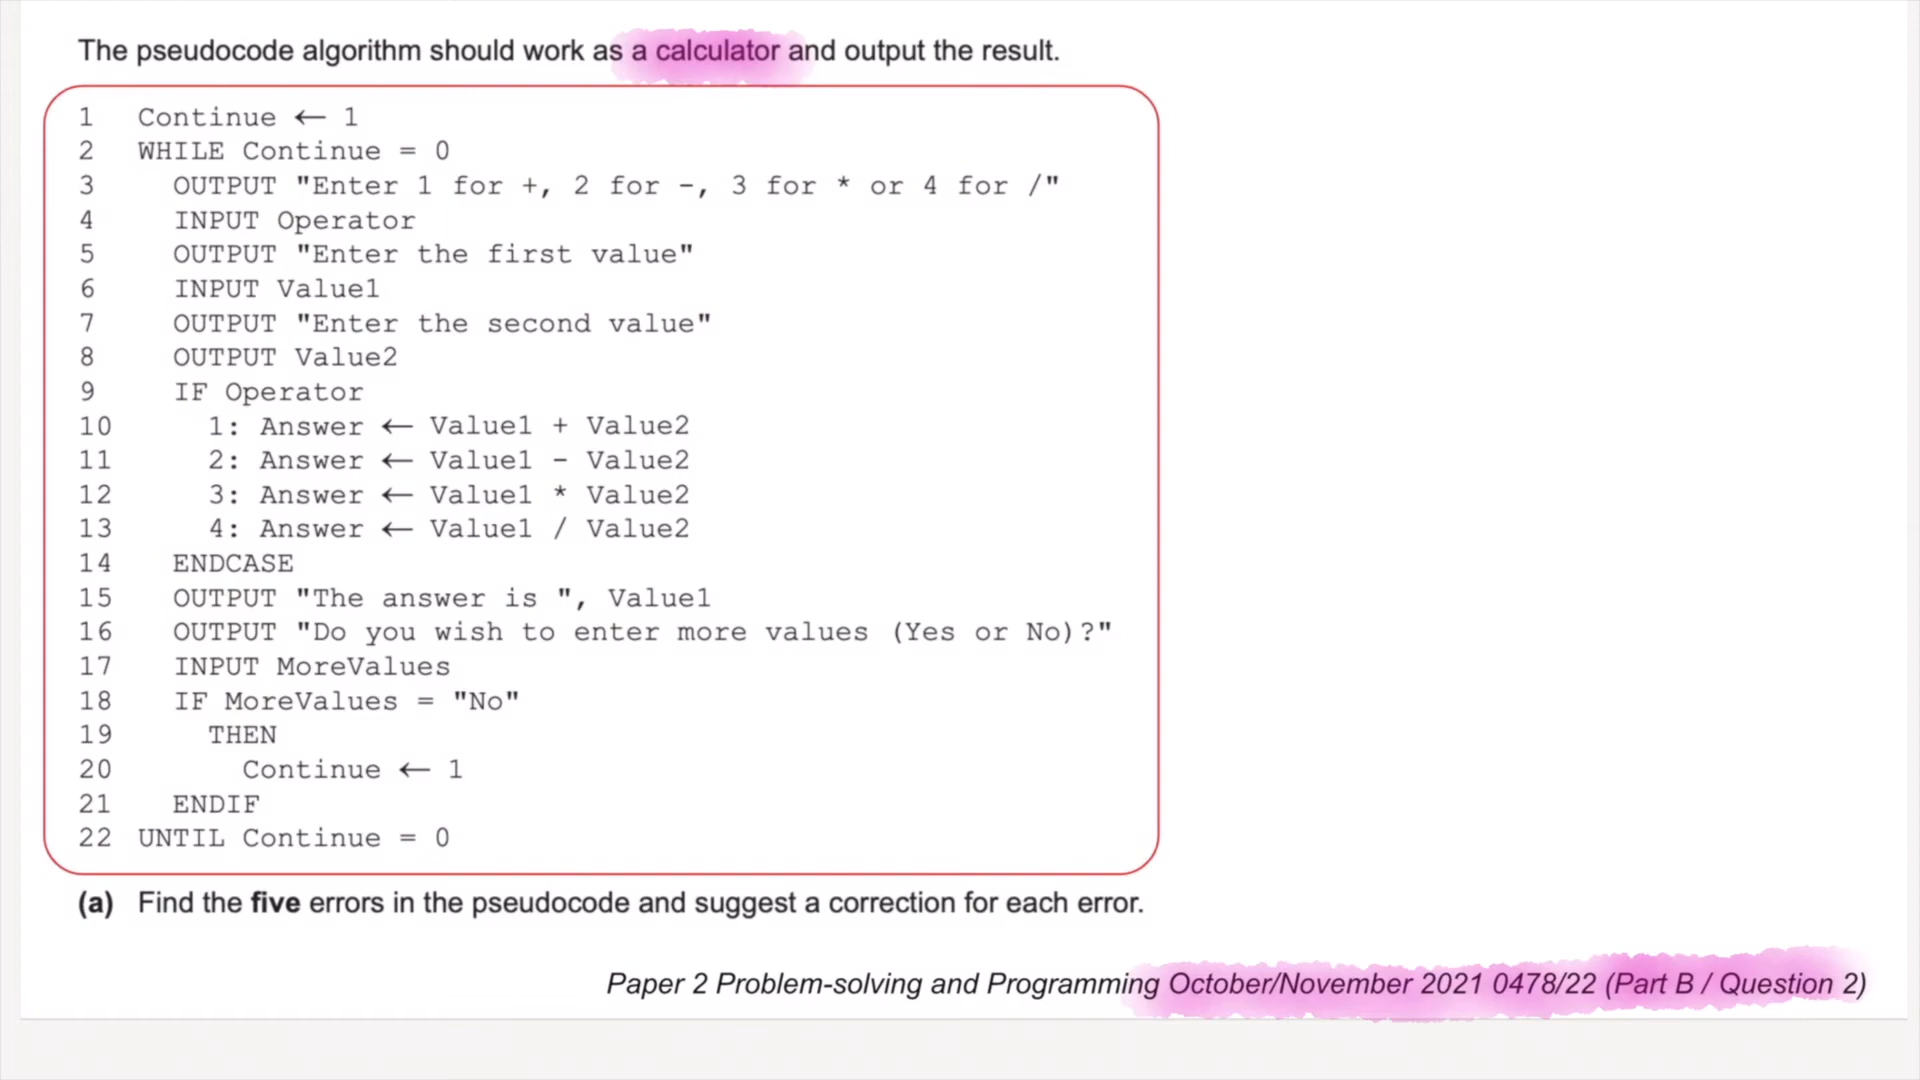 The pseudocode algorithm should work as a calculator and output the result.
1 Continue ← 1
2 WHILE Continue = 0
3 OUTPUT "Enter 1 for +, 2 for -, 3 for * or 4 for /"
4 INPUT Operator
5 OUTPUT "Enter the first value"
6 INPUT Value1
7 OUTPUT "Enter the second value"
8 OUTPUT Value2
9 IF Operator
10 1: Answer ← Value1 + Value2
11 2: Answer ← Value1 - Value2
12 3: Answer ← Value1 * Value2
13 4: Answer ← Value1 / Value2
14 ENDCASE
15 OUTPUT "The answer is ", Value1
16 OUTPUT "Do you wish to enter more values (Yes or No)?"
17 INPUT MoreValues
18 IF MoreValues = "No"
19 THEN
20 Continue ← 1
21 ENDIF
22 UNTIL Continue = 0
(a) Find the five errors in the pseudocode and suggest a correction for each error.
Paper 2 Problem-solving and Programming October/November 2021 0478/22 (Part B / Question 2)